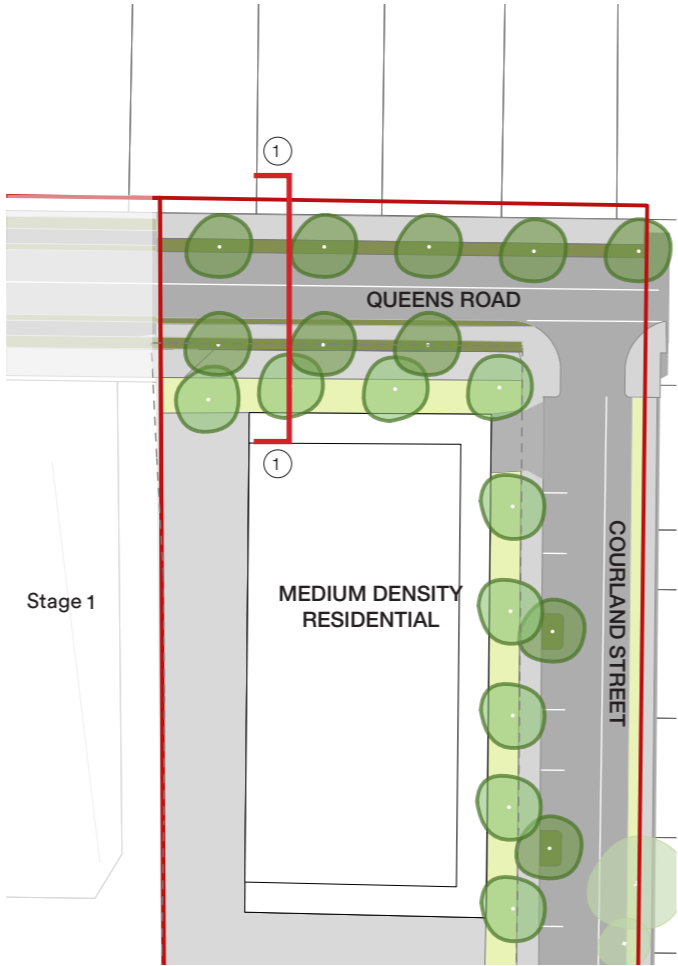 1
QUEENS ROAD
1
Stage 1
MEDIUM DENSITY
RESIDENTIAL
COURLAND STREET